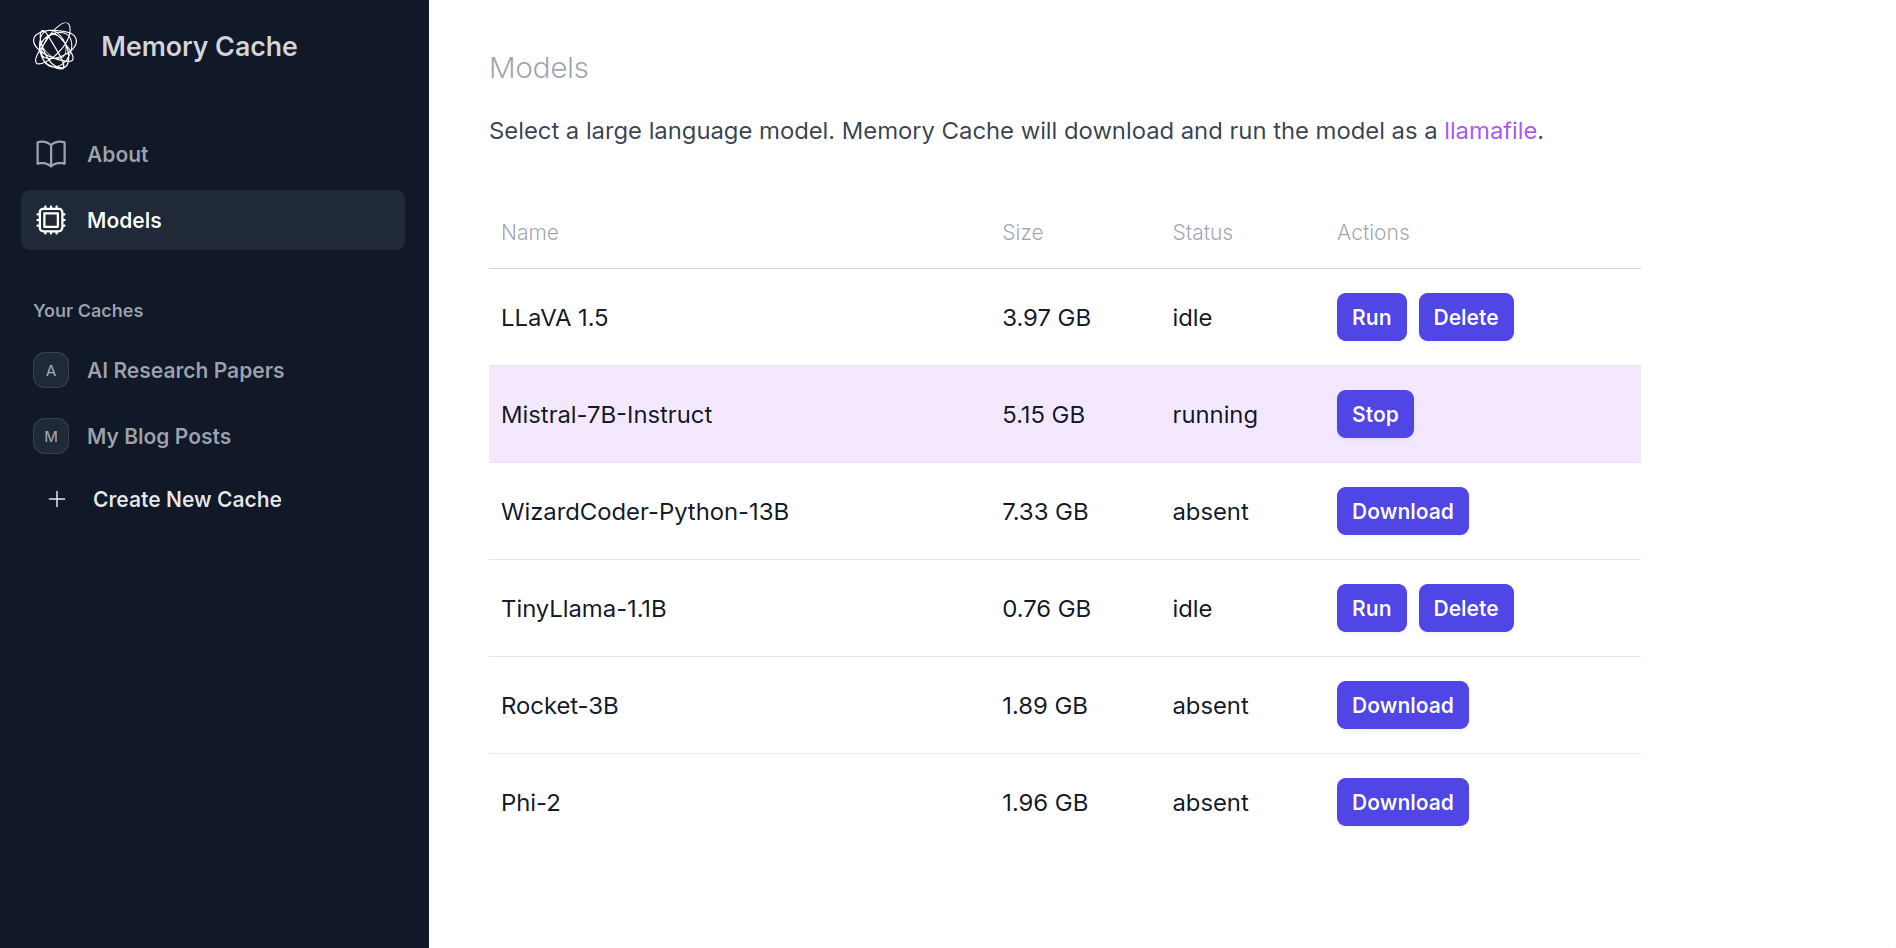 Memory Cache
About
Models
Your Caches
A AI Research Papers
M My Blog Posts
+ Create New Cache
Models
Select a large language model. Memory Cache will download and run the model as a llamafile.
Name Size Status Actions
LLaVA 1.5 3.97 GB idle Run Delete
Mistral-7B-Instruct 5.15 GB running Stop
WizardCoder-Python-13B 7.33 GB absent Download
TinyLlama-1.1B 0.76 GB idle Run Delete
Rocket-3B 1.89 GB absent Download
Phi-2 1.96 GB absent Download